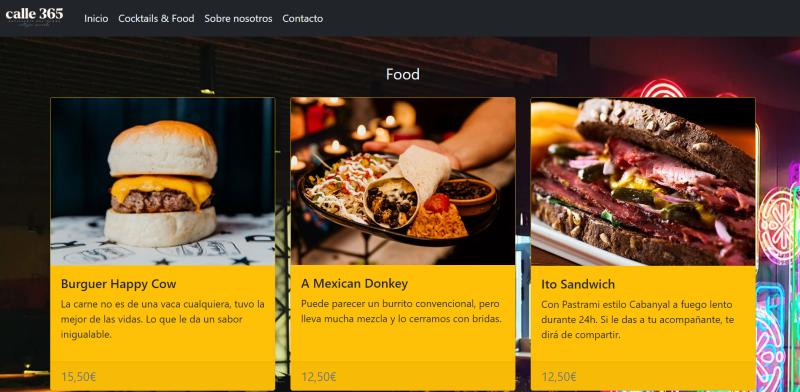 calle 365
Inicio
Cocktails & Food
Sobre nosotros
Contacto
Food
Burguer Happy Cow
La carne no es de una vaca cualquiera, tuvo la
mejor de las vidas. Lo que le da un sabor
inigualable.
15,50€
A Mexican Donkey
Puede parecer un burrito convencional, pero
lleva mucha mezcla y lo cerramos con bridas.
12,50€
Ito Sandwich
Con Pastrami estilo Cabanyal a fuego lento
durante 24h. Si le das a tu acompañante, te
dirá de compartir.
12,50€